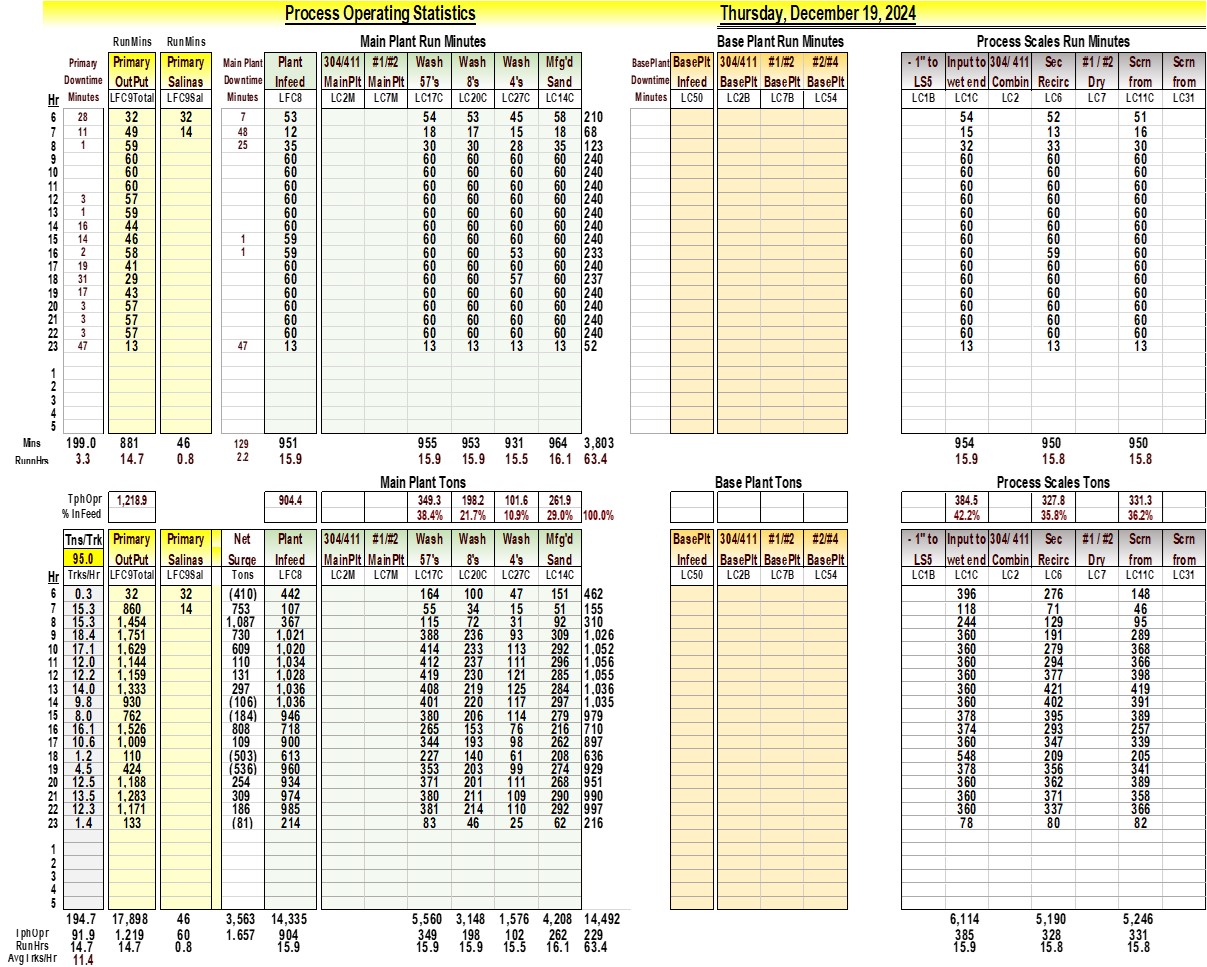 Process Operating Statistics Thursday, December 19, 2024
RunMins RunMins Main Plant Run Minutes Base Plant Run Minutes Process Scales Run Minutes
Primary Primary Primary Main Plant Plant 304/411 #1/#2 Wash Wash Wash Mfg'd BasePlant BasePlt 304/411 #1/#2 #2/#4 - 1" to Input to 304/ 411 Sec #1 / #2 Scrn Scrn
Downtime OutPut Salinas Downtime Infeed MainPlt MainPlt 57's 8's 4's Sand Downtime Infeed BasePlt BasePlt BasePlt LS5 wet end Combin Recirc Dry from from
Hr Minutes LFC9Total LFC9Sal Minutes LFC8 LC2M LC7M LC17C LC20C LC27C LC14C Minutes LC50 LC2B LC7B LC54 LC1B LC1C LC2 LC6 LC7 LC11C LC31
6 28 32 32 7 53 54 53 45 58 210 54 52 51
7 11 49 14 48 12 18 17 15 18 68 15 13 16
8 1 59 25 35 30 30 28 35 123 32 33 30
9 60 60 60 60 60 60 240 60 60 60
10 60 60 60 60 60 60 240 60 60 60
11 60 60 60 60 60 60 240 60 60 60
12 3 57 60 60 60 60 60 240 60 60 60
13 1 59 60 60 60 60 60 240 60 60 60
14 16 44 60 60 60 60 60 240 60 60 60
15 14 46 1 59 60 60 60 60 240 60 60 60
16 2 58 1 59 60 60 53 60 233 60 59 60
17 19 41 60 60 60 60 60 240 60 60 60
18 31 29 60 60 60 57 60 237 60 60 60
19 17 43 60 60 60 60 60 240 60 60 60
20 3 57 60 60 60 60 60 240 60 60 60
21 3 57 60 60 60 60 60 240 60 60 60
22 3 57 60 60 60 60 60 240 60 60 60
23 47 13 47 13 13 13 13 13 52 13 13 13
1
2
3
4
5
Mins 199.0 881 46 129 951 955 953 931 964 3,803 954 950 950
RunnHrs 3.3 14.7 0.8 2.2 15.9 15.9 15.9 15.5 16.1 63.4 15.9 15.8 15.8
Main Plant Tons Base Plant Tons Process Scales Tons
TphOpr 1,218.9 904.4 349.3 198.2 101.6 261.9 384.5 327.8 331.3
% InFeed 38.4% 21.7% 10.9% 29.0% 100.0% 42.2% 35.8% 36.2%
Tns/Trk Primary Primary Net Plant 304/411 #1/#2 Wash Wash Wash Mfg'd BasePlt 304/411 #1/#2 #2/#4 - 1" to Input to 304/ 411 Sec #1 / #2 Scrn Scrn
95.0 OutPut Salinas Surge Infeed MainPlt MainPlt 57's 8's 4's Sand Infeed BasePlt BasePlt BasePlt LS5 wet end Combin Recirc Dry from from
Hr Trks/Hr LFC9Total LFC9Sal Tons LFC8 LC2M LC7M LC17C LC20C LC27C LC14C LC50 LC2B LC7B LC54 LC1B LC1C LC2 LC6 LC7 LC11C LC31
6 0.3 32 32 (410) 442 164 100 47 151 462 396 276 148
7 15.3 860 14 753 107 55 34 15 51 155 118 71 46
8 15.3 1,454 1,087 367 115 72 31 92 310 244 129 95
9 18.4 1,751 730 1,021 388 236 93 309 1,026 360 191 289
10 17.1 1,629 609 1,020 414 233 113 292 1,052 360 279 368
11 12.0 1,144 110 1,034 412 237 111 296 1,056 360 294 366
12 12.2 1,159 131 1,028 419 230 121 285 1,055 360 377 398
13 14.0 1,333 297 1,036 408 219 125 284 1,036 360 421 419
14 9.8 930 (106) 1,036 401 220 117 297 1,035 360 402 391
15 8.0 762 (184) 946 380 206 114 279 979 378 395 389
16 16.1 1,526 808 718 265 153 76 216 710 374 293 257
17 10.6 1,009 109 900 344 193 98 262 897 360 347 339
18 1.2 110 (503) 613 227 140 61 208 636 548 209 205
19 4.5 424 (536) 960 353 203 99 274 929 378 356 341
20 12.5 1,188 254 934 371 201 111 268 951 360 362 389
21 13.5 1,283 309 974 380 211 109 290 990 360 371 358
22 12.3 1,171 186 985 381 214 110 292 997 360 337 366
23 1.4 133 (81) 214 83 46 25 62 216 78 80 82
1
2
3
4
5
194.7 17,898 46 3,563 14,335 5,560 3,148 1,576 4,208 14,492 6,114 5,190 5,246
TphOpr 91.9 1,219 60 1.657 904 349 198 102 262 229 385 328 331
RunHrs 14.7 14.7 0.8 15.9 15.9 15.9 15.5 16.1 63.4 15.9 15.8 15.8
AvgTrks/Hr 11.4